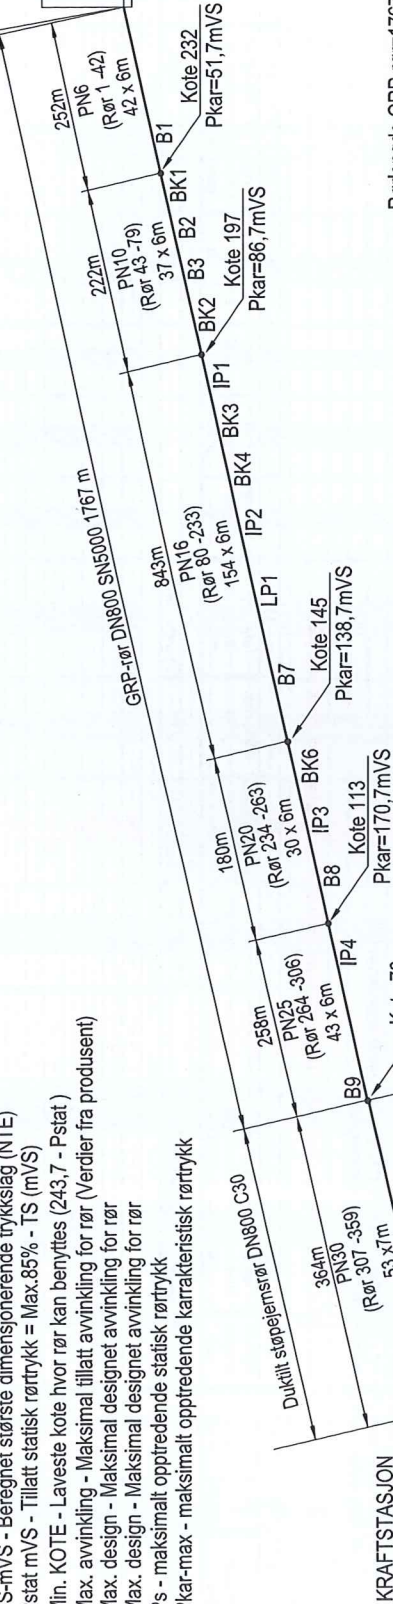 S-mVS - Beregnet største dimensjonerende trykkslag (NTE)
stat mVS - Tillatt statisk rørtrykk = Max.85% - TS (mVS)
in. KOTE - Laveste kote hvor rør kan benyttes (243,7 - Pstat )
ax. avvinkling - Maksimal tillatt avvinkling for rør (Verdier fra produsent)
ax. design - Maksimal designet avvinkling for rør
ax. design - Maksimal designet avvinkling for rør
s - maksimalt opptredende statisk rørtrykk
kar-max - maksimalt opptredende karrakteristisk rørtrykk
KRAFTSTASJON
Duktilt støpejernsrør DN800 C30
GRP-rør DN800 SN5000 1767 m
364m
PN30
(Rør 307 -359)
53 x7m
258m
PN25
(Rør 264 -306)
43 x 6m
180m
PN20
(Rør 234 -263)
30 x 6m
843m
PN16
(Rør 80 -233)
154 x 6m
222m
PN10
(Rør 43 -79)
37 x 6m
252m
PN6
(Rør 1 -42)
42 x 6m
B9
IP4
B8
IP3
BK6
B7
LP1
IP2
BK4
BK3
IP1
BK2
B3
B2
BK1
B1
Kote 113
Pkar=170,7mVS
Kote 145
Pkar=138,7mVS
Kote 197
Pkar=86,7mVS
Kote 232
Pkar=51,7mVS